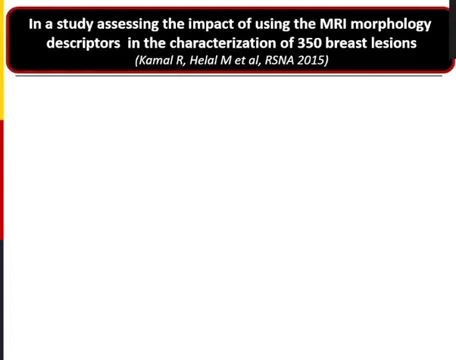 In a study assessing the impact of using the MRI morphology
descriptors in the characterization of 350 breast lesions
(Kamal R, Helal M et al, RSNA 2015)